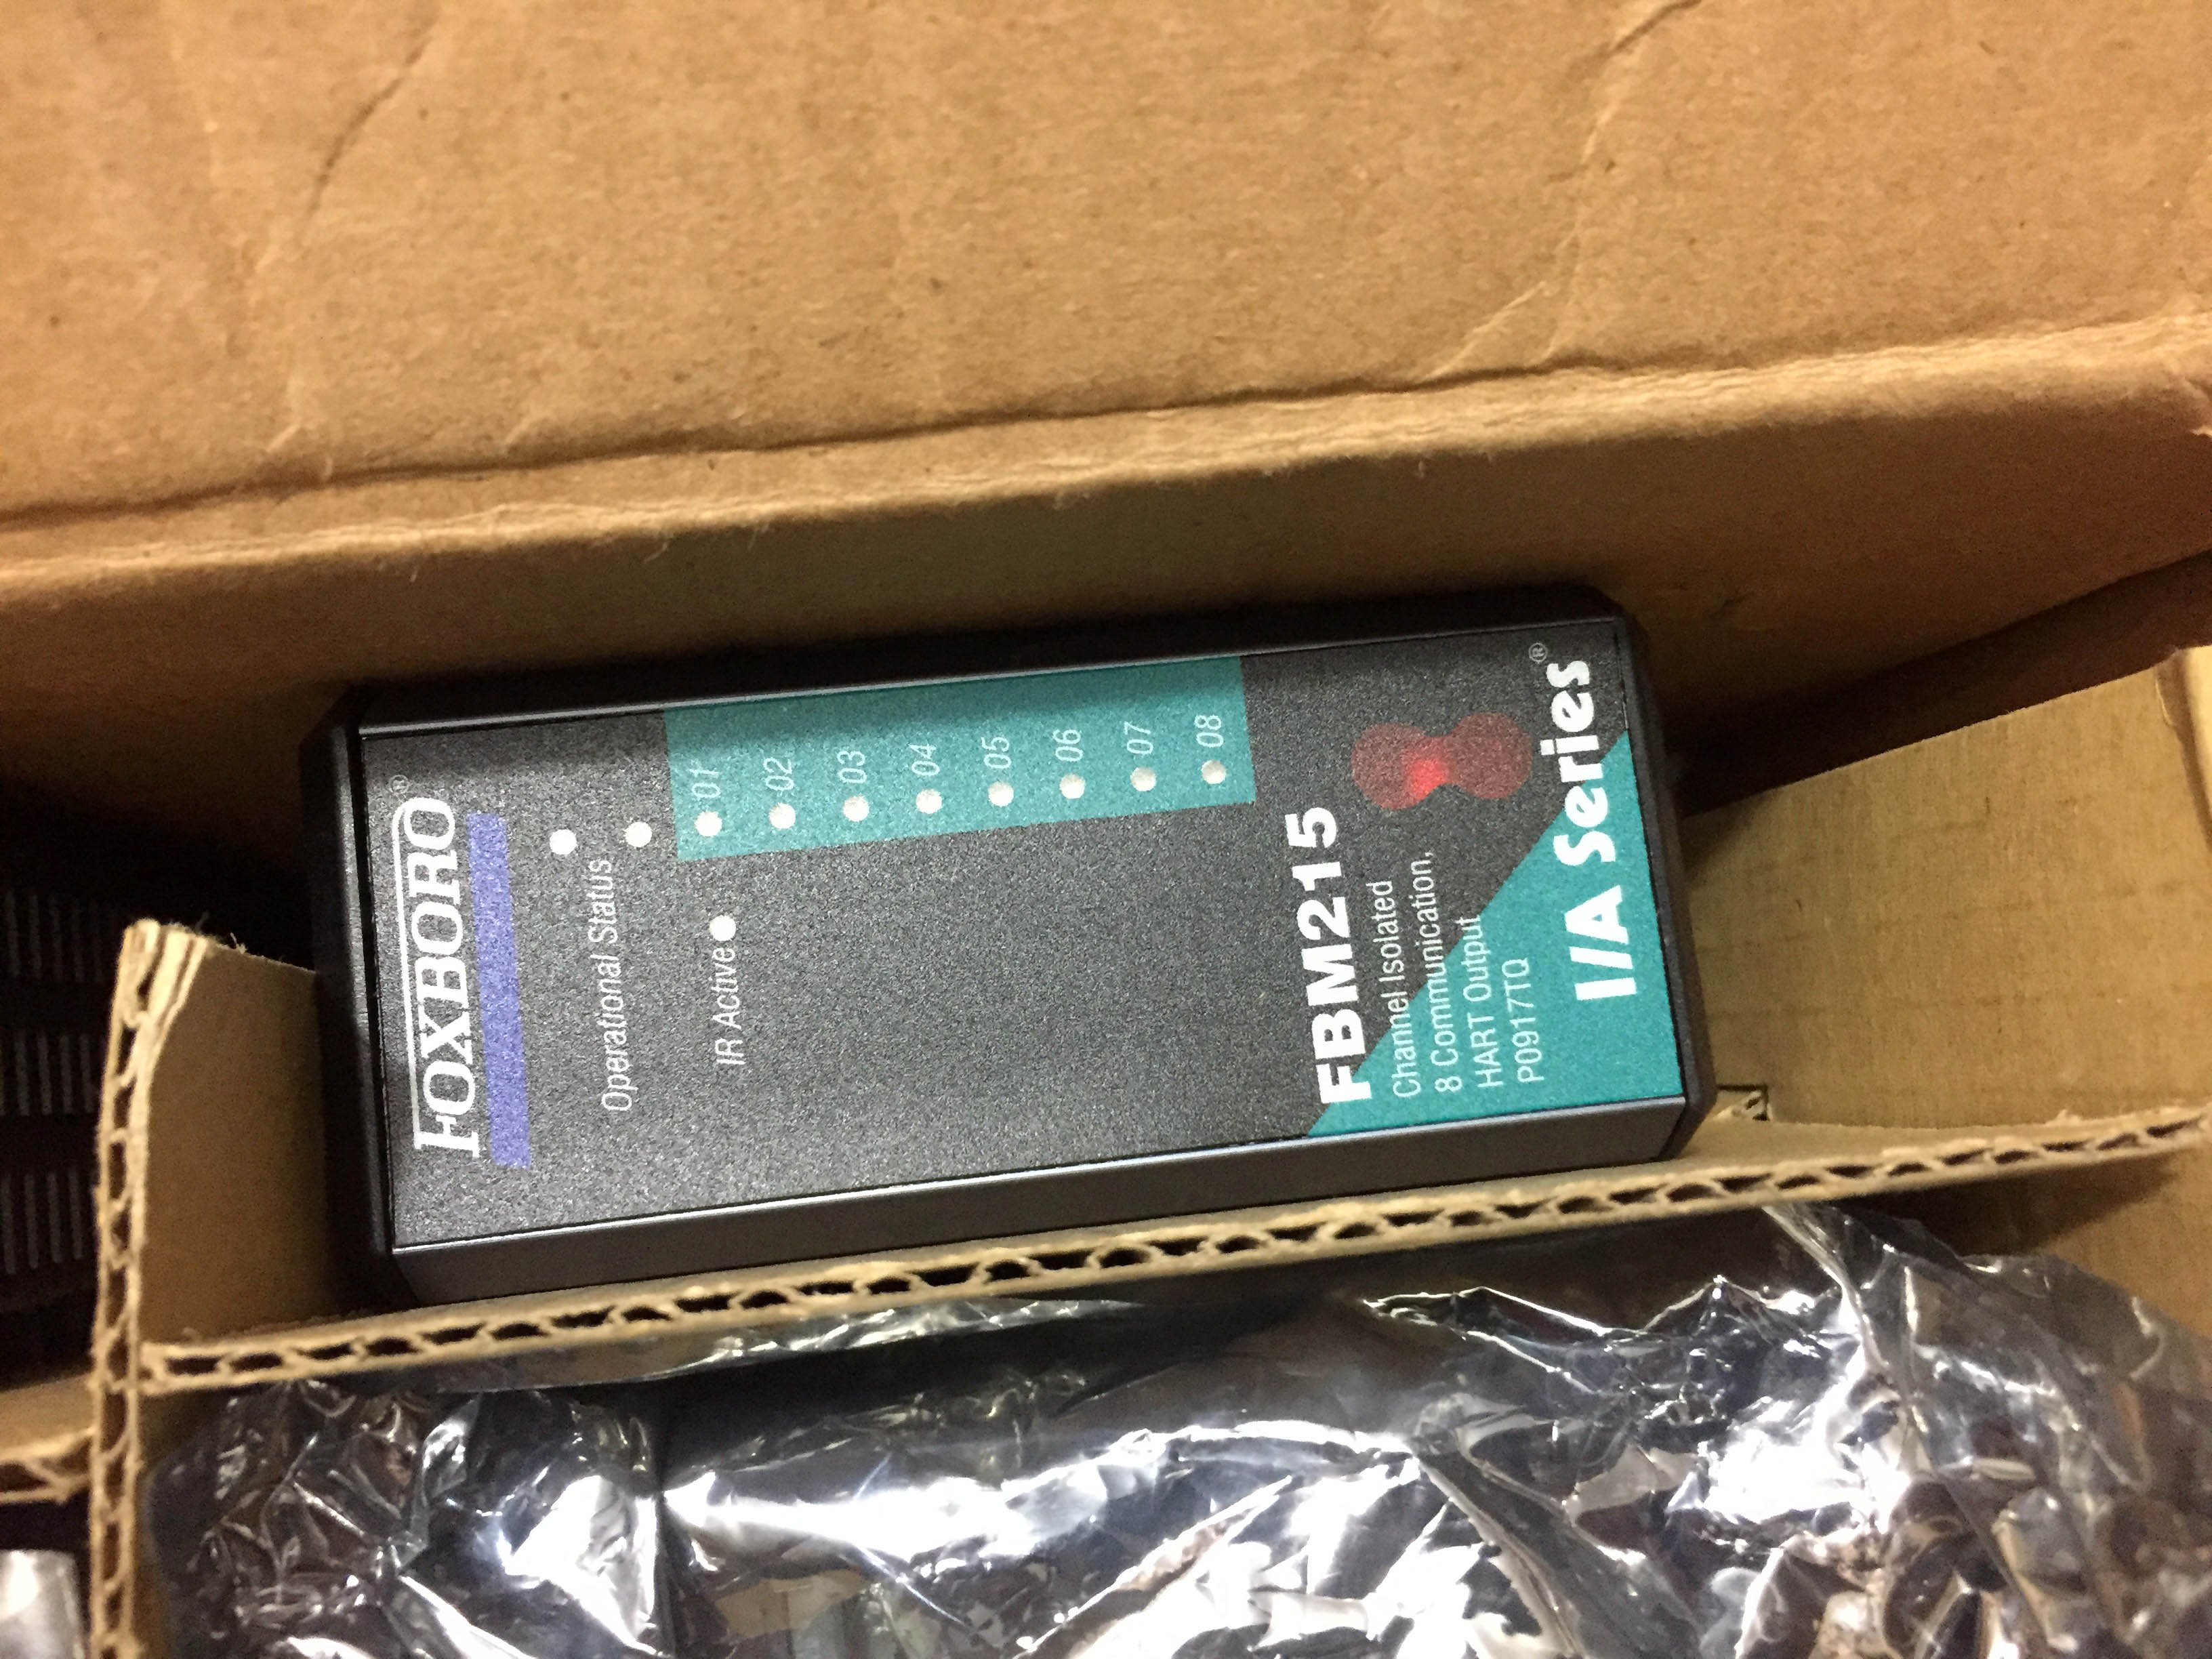 FOXBORO®
Operational Status
IR Active
01
02
03
04
05
06
07
08
FBM215
Channel Isolated
8 Communication,
HART Output
P0917TQ
I/A Series®